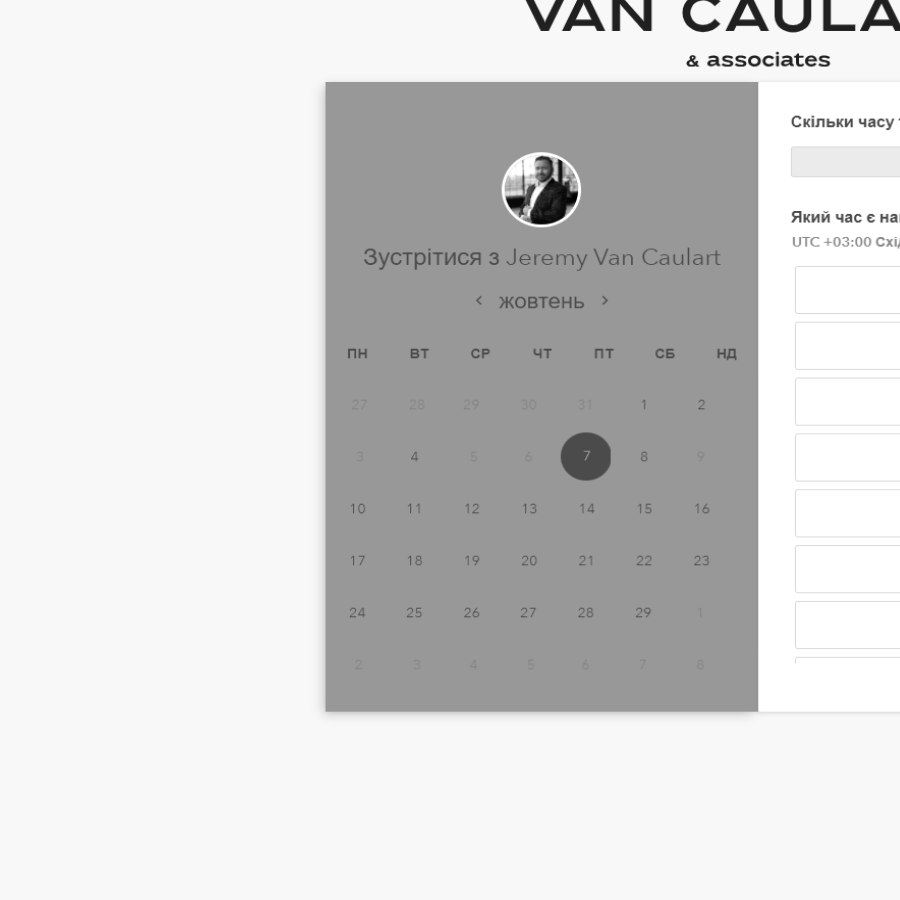 VAN CAULA
& associates
Зустрітися з Jeremy Van Caulart
< жовтень >
ПН ВТ СР ЧТ ПТ СБ НД
27 28 29 30 31 1 2
3 4 5 6 7 8 9
10 11 12 13 14 15 16
17 18 19 20 21 22 23
24 25 26 27 28 29 1
2 3 4 5 6 7 8
Скільки часу
Який час є на
UTC +03:00 Схі